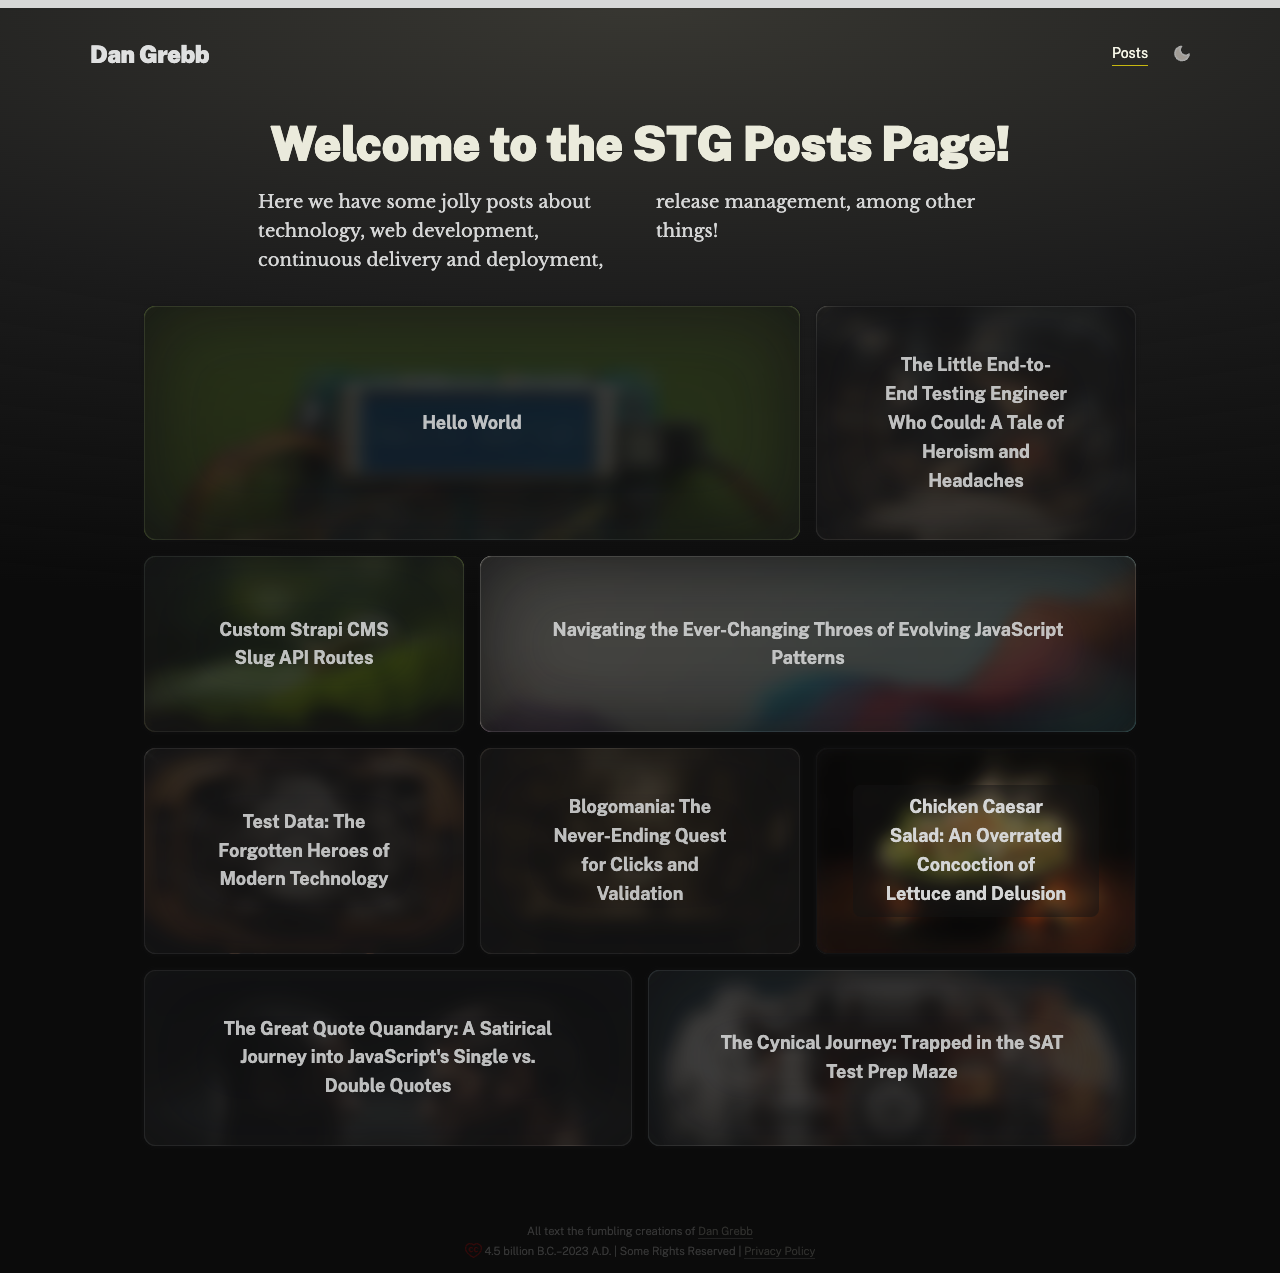 Dan Grebb
Posts
Welcome to the STG Posts Page!
Here we have some jolly posts about
technology, web development,
continuous delivery and deployment,
release management, among other
things!
Hello World
The Little End-to-
End Testing Engineer
Who Could: A Tale of
Heroism and
Headaches
Custom Strapi CMS
Slug API Routes
Navigating the Ever-Changing Throes of Evolving JavaScript
Patterns
Test Data: The
Forgotten Heroes of
Modern Technology
Blogomania: The
Never-Ending Quest
for Clicks and
Validation
Chicken Caesar
Salad: An Overrated
Concoction of
Lettuce and Delusion
The Great Quote Quandary: A Satirical
Journey into JavaScript's Single vs.
Double Quotes
The Cynical Journey: Trapped in the SAT
Test Prep Maze
All text the fumbling creations of Dan Grebb
4.5 billion B.C.–2023 A.D. | Some Rights Reserved | Privacy Policy